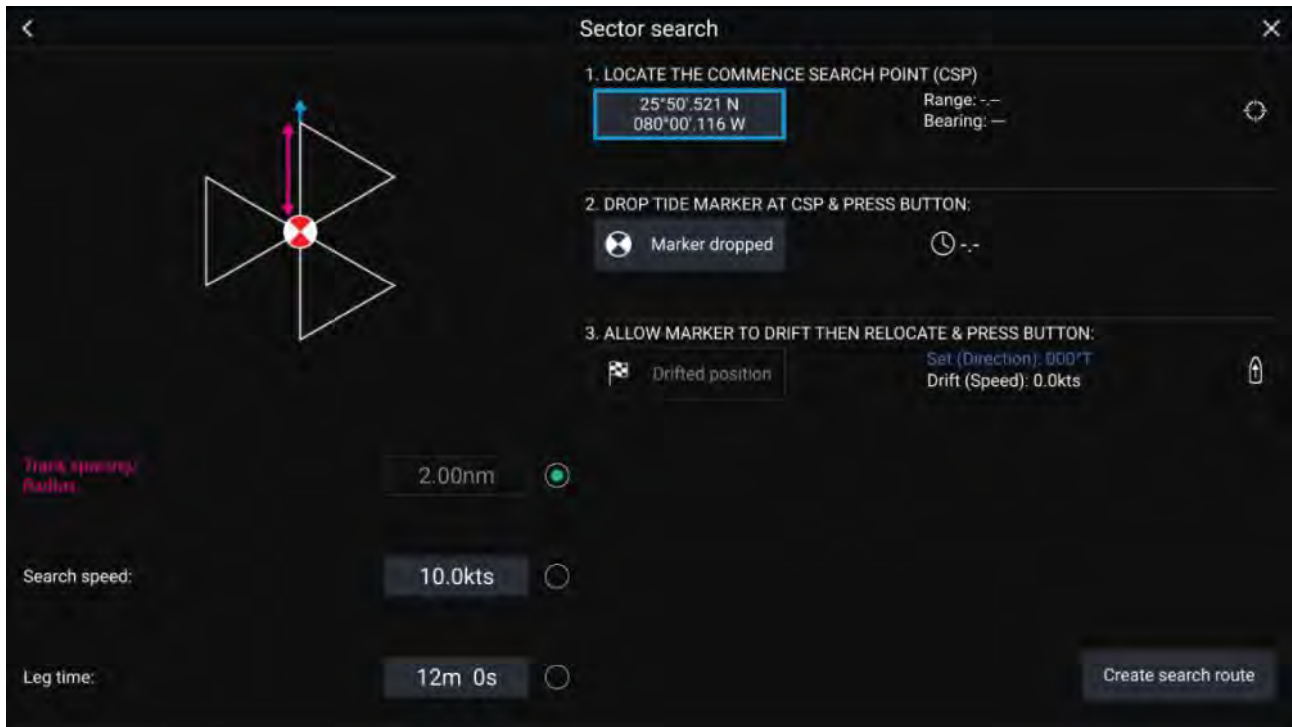 Sector search
1. LOCATE THE COMMENCE SEARCH POINT (CSP)
25°50'.521 N
080°00'.116 W
Range: -.--
Bearing: ---
2. DROP TIDE MARKER AT CSP & PRESS BUTTON:
Marker dropped
-.-
3. ALLOW MARKER TO DRIFT THEN RELOCATE & PRESS BUTTON:
Drifted position
Set (Direction): 000°T
Drift (Speed): 0.0kts
Track spacing/
Radius:
2.00nm
Search speed:
10.0kts
Leg time:
12m 0s
Create search route